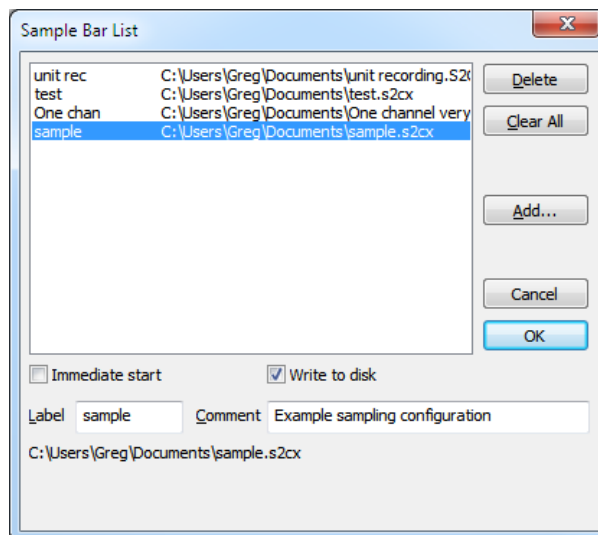 Sample Bar List
unit rec C:\Users\Greg\Documents\unit recording.S2(
test C:\Users\Greg\Documents\test.s2cx
One chan C:\Users\Greg\Documents\One channel very
sample C:\Users\Greg\Documents\sample.s2cx
Delete
Clear All
Add...
Cancel
OK
Immediate start Write to disk
Label sample Comment Example sampling configuration
C:\Users\Greg\Documents\sample.s2cx